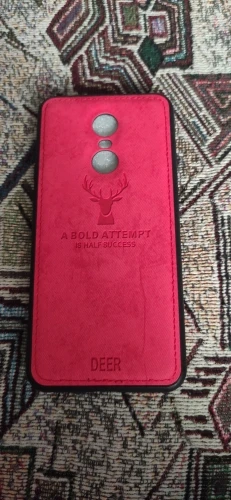 A BOLD ATTEMPT
IS HALF SUCCESS
DEER